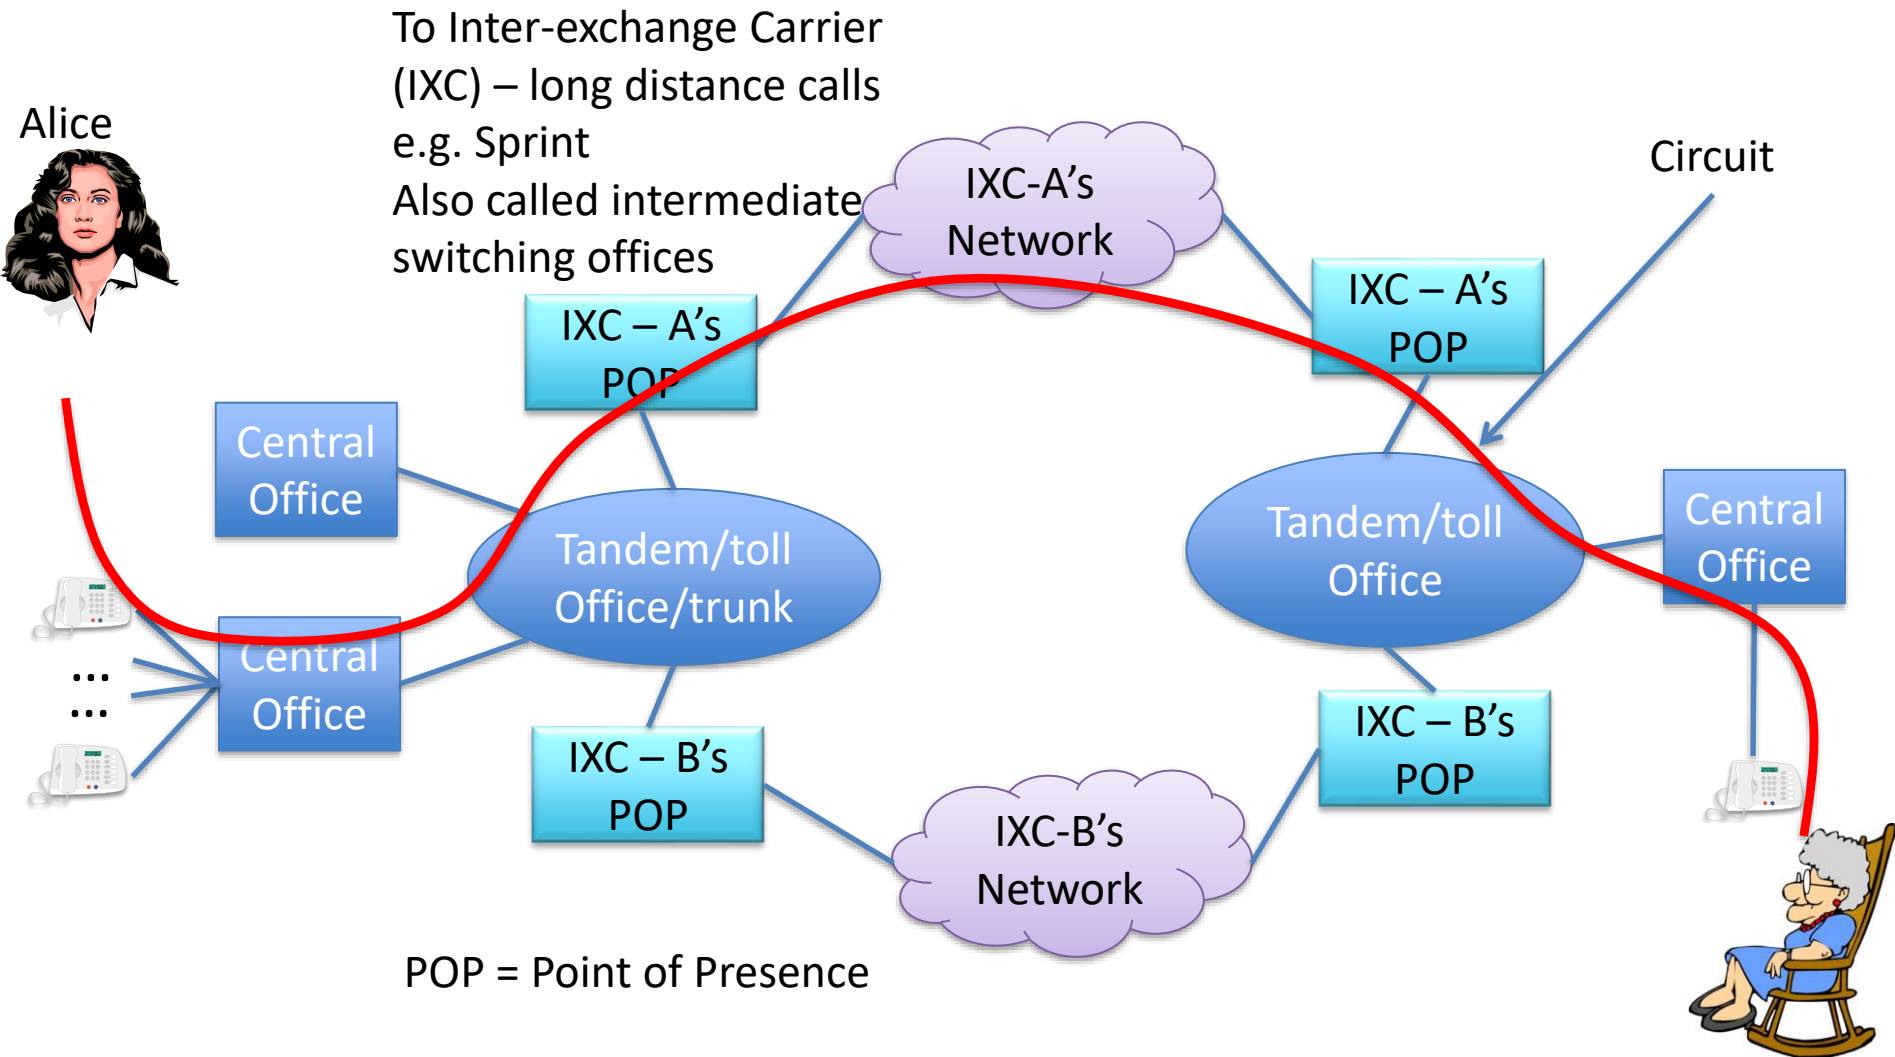 To Inter-exchange Carrier
(IXC) – long distance calls
e.g. Sprint
Also called intermediate
switching offices
Alice
IXC-A’s
Network
Circuit
IXC – A’s
POP
IXC – A’s
POP
Central
Office
Tandem/toll
Office/trunk
Tandem/toll
Office
Central
Office
...
...
Central
Office
IXC – B’s
POP
IXC – B’s
POP
IXC-B’s
Network
POP = Point of Presence